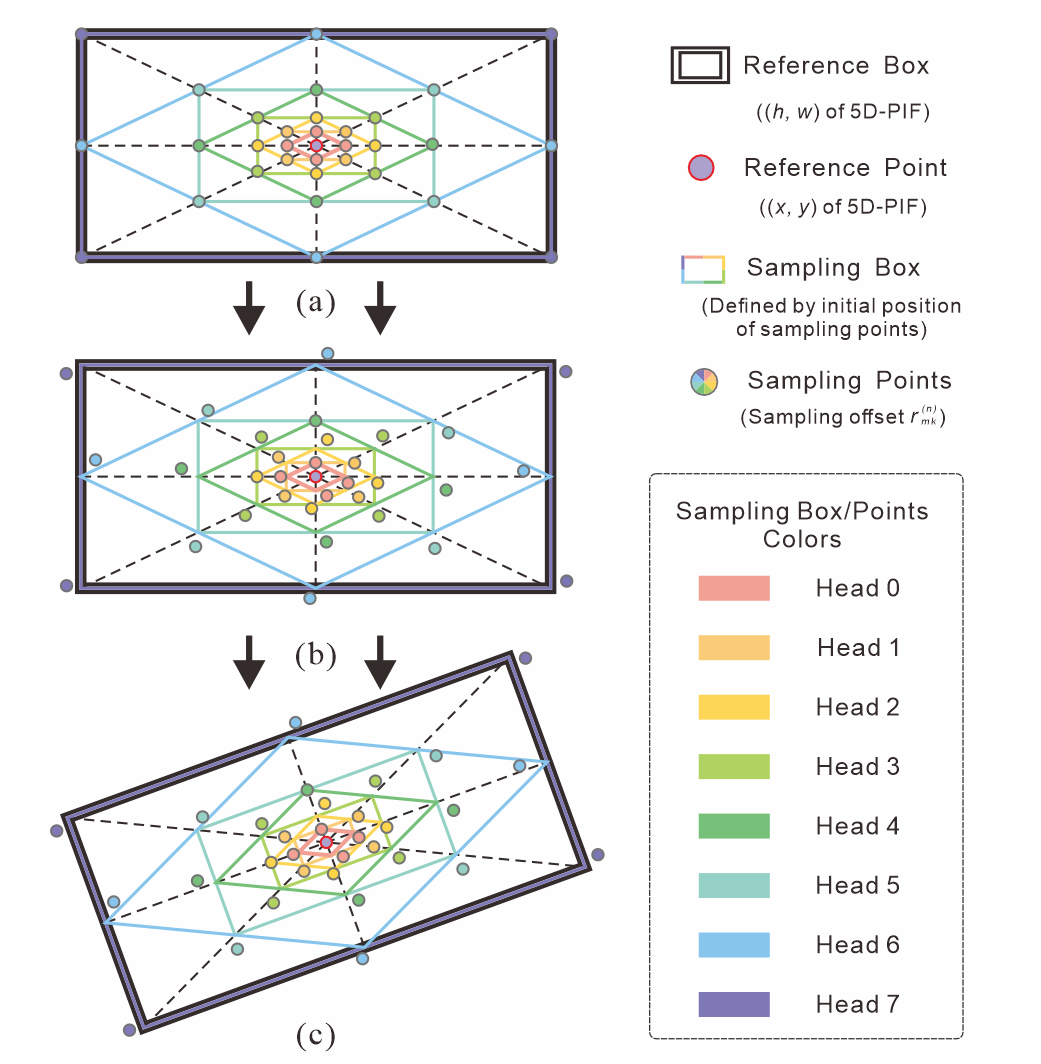 (a)
(b)
(c)
Reference Box
((h, w) of 5D-PIF)
Reference Point
((x, y) of 5D-PIF)
Sampling Box
(Defined by initial position
of sampling points)
Sampling Points
(Sampling offset r_{mk}^{(n)})
Sampling Box/Points
Colors
Head 0
Head 1
Head 2
Head 3
Head 4
Head 5
Head 6
Head 7